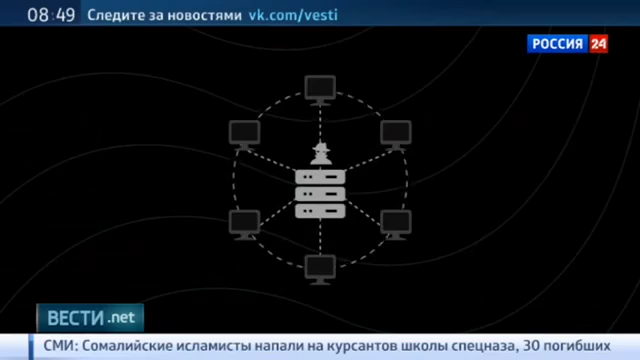 08:49 Следите за новостями vk.com/vesti
РОССИЯ 24
ВЕСТИ.net
СМИ: Сомалийские исламисты напали на курсантов школы спецназа, 30 погибших